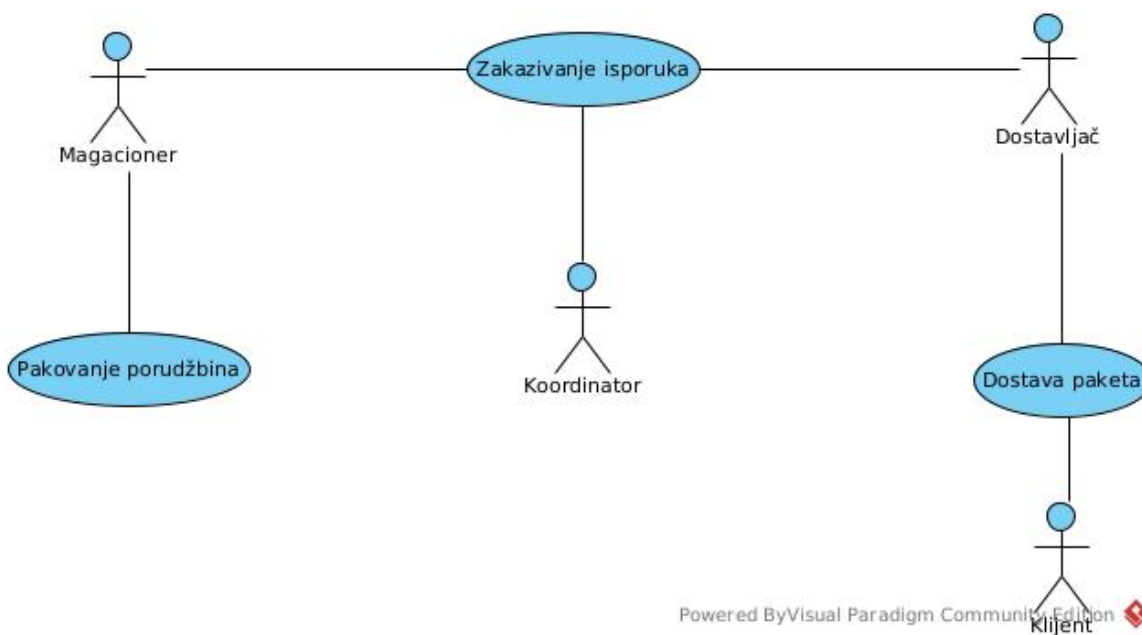 Zakazivanje isporuka
Dostavljač
Magacioner
Pakovanje porudžbina
Koordinator
Dostava paketa
Powered ByVisual Paradigm Community Edition
Klijent